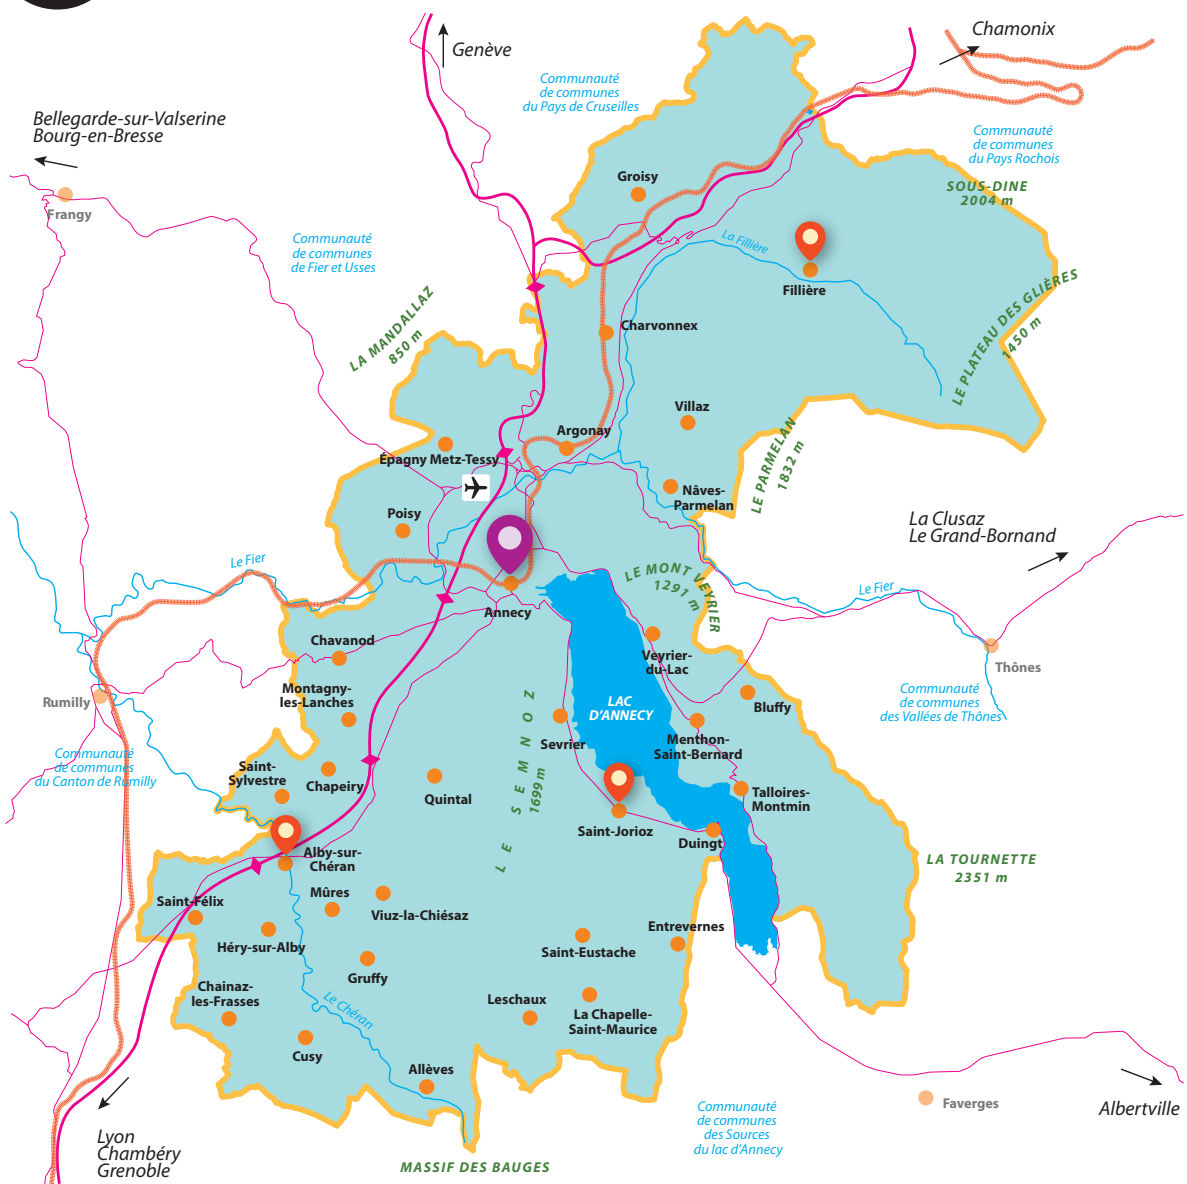 Genève
Chamonix
Communauté
de communes
du Pays de Cruseilles
Bellegarde-sur-Valserine
Bourg-en-Bresse
Communauté
de communes
du Pays Rochois
Groisy
SOUS-DINE
2004 m
Frangy
Communauté
de communes
de Fier et Usses
La Fillière
Fillière
LA MANDALLAZ
850 m
Charvonnex
LE PLATEAU DES GLIÈRES
1450 m
Villaz
Argonay
Épagny Metz-Tessy
LE PARMELAN
1832 m
Nâves-
Parmelan
Poisy
La Clusaz
Le Grand-Bornand
Le Fier
LE MONT VEYRIER
1291 m
Le Fier
Annecy
Chavanod
Veyrier-
du-Lac
Thônes
Montagny-
les-Lanches
Rumilly
LAC
D'ANNECY
Bluffy
Communauté
de communes
des Vallées de Thônes
Sevrier
Menthon-
Saint-Bernard
Communauté
de communes
du Canton de Rumilly
Saint-
Sylvestre
Chapeiry
Quintal
LE SEMNOZ
1699 m
Talloires-
Montmin
Saint-Jorioz
Duingt
Alby-sur-
Chéran
LA TOURNETTE
2351 m
Saint-Félix
Mûres
Viuz-la-Chiésaz
Héry-sur-Alby
Entrevernes
Saint-Eustache
Gruffy
Chainaz-
les-Frasses
Le Chéran
Leschaux
La Chapelle-
Saint-Maurice
Cusy
Allèves
Faverges
Albertville
Communauté
de communes
des Sources
du lac d'Annecy
Lyon
Chambéry
Grenoble
MASSIF DES BAUGES